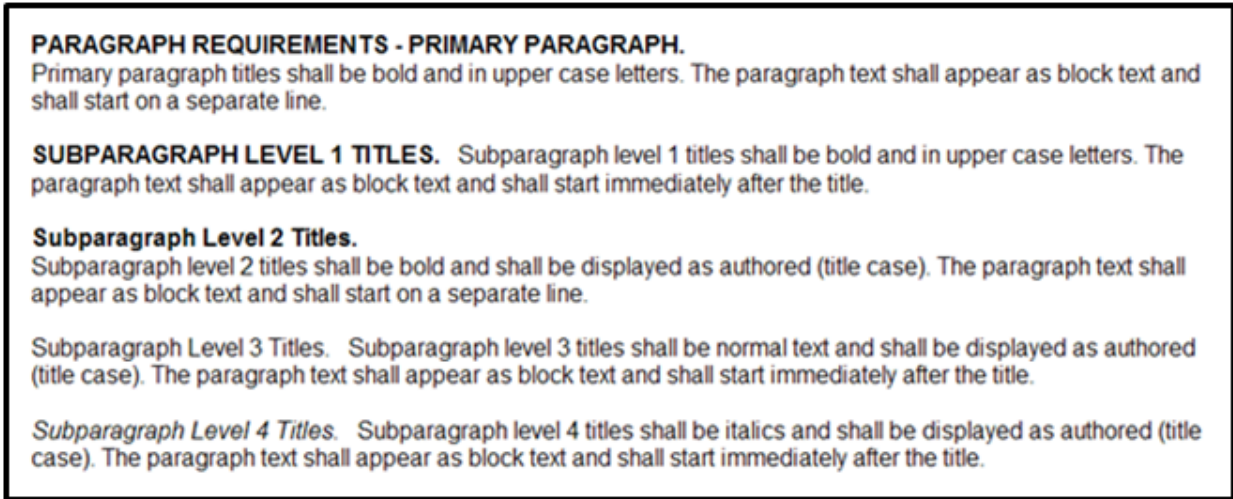 PARAGRAPH REQUIREMENTS - PRIMARY PARAGRAPH.
Primary paragraph titles shall be bold and in upper case letters. The paragraph text shall appear as block text and
shall start on a separate line.
SUBPARAGRAPH LEVEL 1 TITLES. Subparagraph level 1 titles shall be bold and in upper case letters. The
paragraph text shall appear as block text and shall start immediately after the title.
Subparagraph Level 2 Titles.
Subparagraph level 2 titles shall be bold and shall be displayed as authored (title case). The paragraph text shall
appear as block text and shall start on a separate line.
Subparagraph Level 3 Titles. Subparagraph level 3 titles shall be normal text and shall be displayed as authored
(title case). The paragraph text shall appear as block text and shall start immediately after the title.
Subparagraph Level 4 Titles. Subparagraph level 4 titles shall be italics and shall be displayed as authored (title
case). The paragraph text shall appear as block text and shall start immediately after the title.